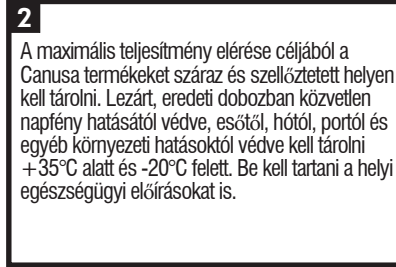 2
A maximális teljesítmény elérése céljából a
Canusa termékeket száraz és szellőztetett helyen
kell tárolni. Lezárt, eredeti dobozban közvetlen
napfény hatásától védve, esőtől, hótól, portól és
egyéb környezeti hatásoktól védve kell tárolni
+35°C alatt és -20°C felett. Be kell tartani a helyi
egészségügyi előírásokat is.